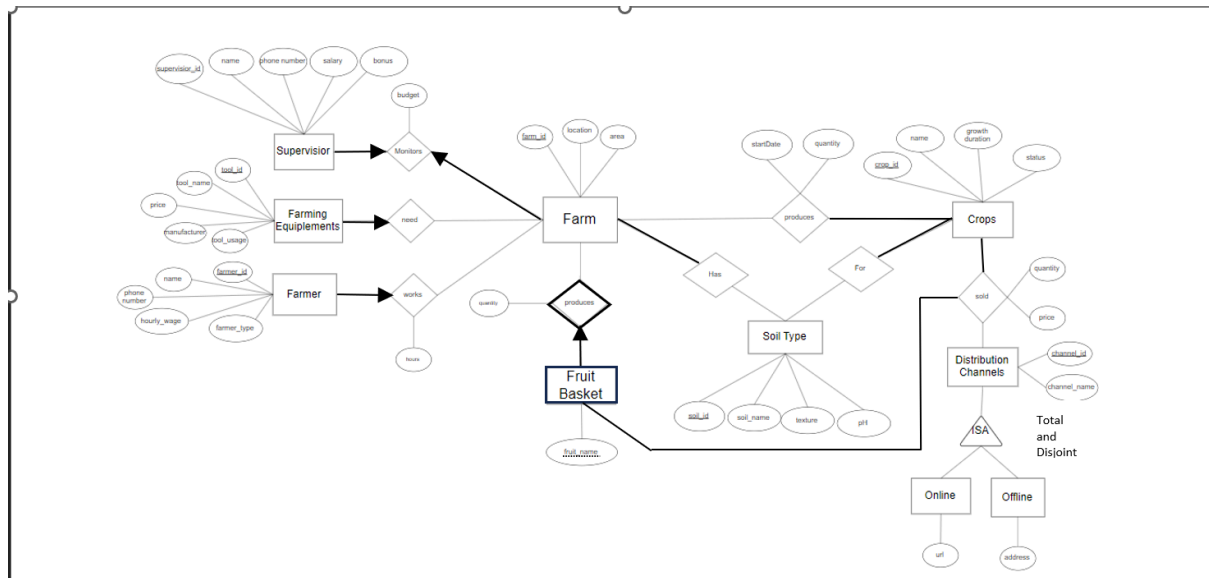 supervisior_id
name
phone number
salary
bonus
budget
Supervisior
Monitors
farm_id
location
area
startDate
quantity
crop_id
name
growth
duration
status
tool_id
tool_name
price
manufacturer
tool_usage
Farming
Equiplements
need
Farm
produces
Crops
farmer_id
name
phone
number
hourly_wage
farmer_type
Farmer
works
hours
quantity
produces
Has
For
quantity
sold
price
Soil Type
soil_id
soil_name
texture
pH
Fruit
Basket
fruit_name
Distribution
Channels
channel_id
channel_name
ISA
Total
and
Disjoint
Online
Offline
url
address